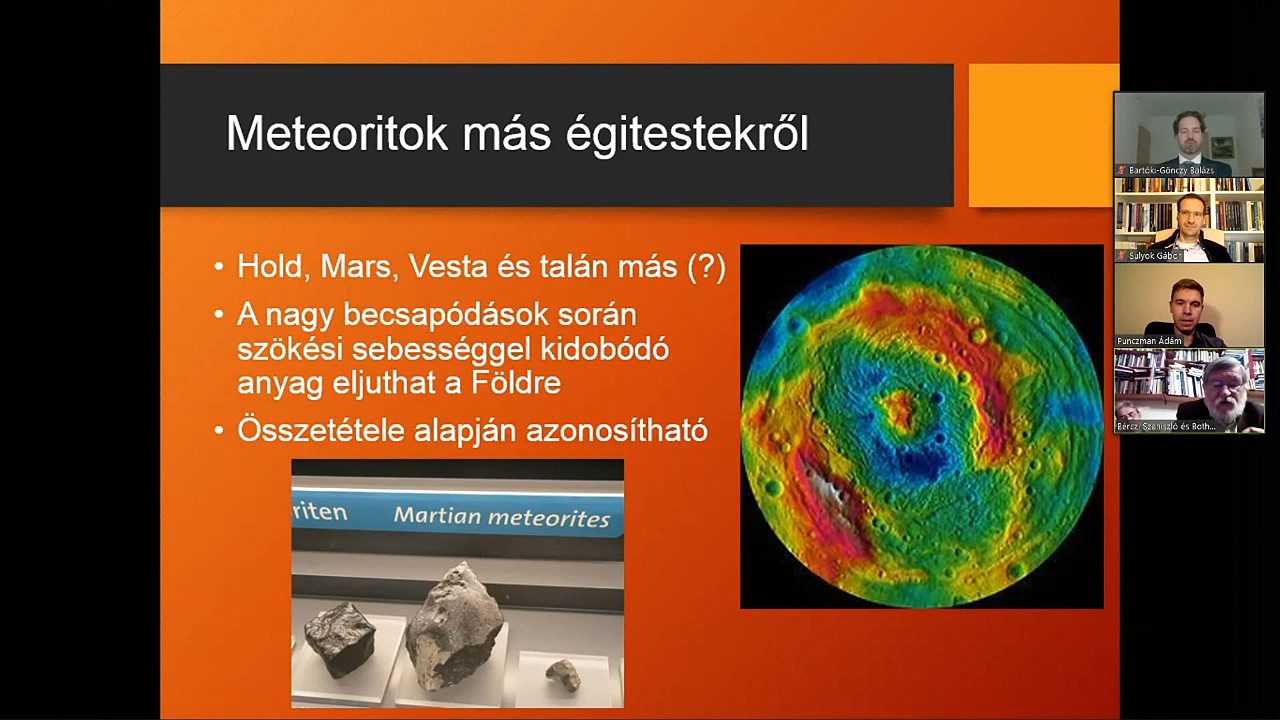 Meteoritok más égitestekről
• Hold, Mars, Vesta és talán más (?)
• A nagy becsapódások során
szökési sebességgel kidobódó
anyag eljuthat a Földre
• Összetétele alapján azonosítható
riten Martian meteorites
Bartóki-Gönczy Balázs
Sulyok Gábor
Punczman Ádám
Bérczi Szaniszló és Both...